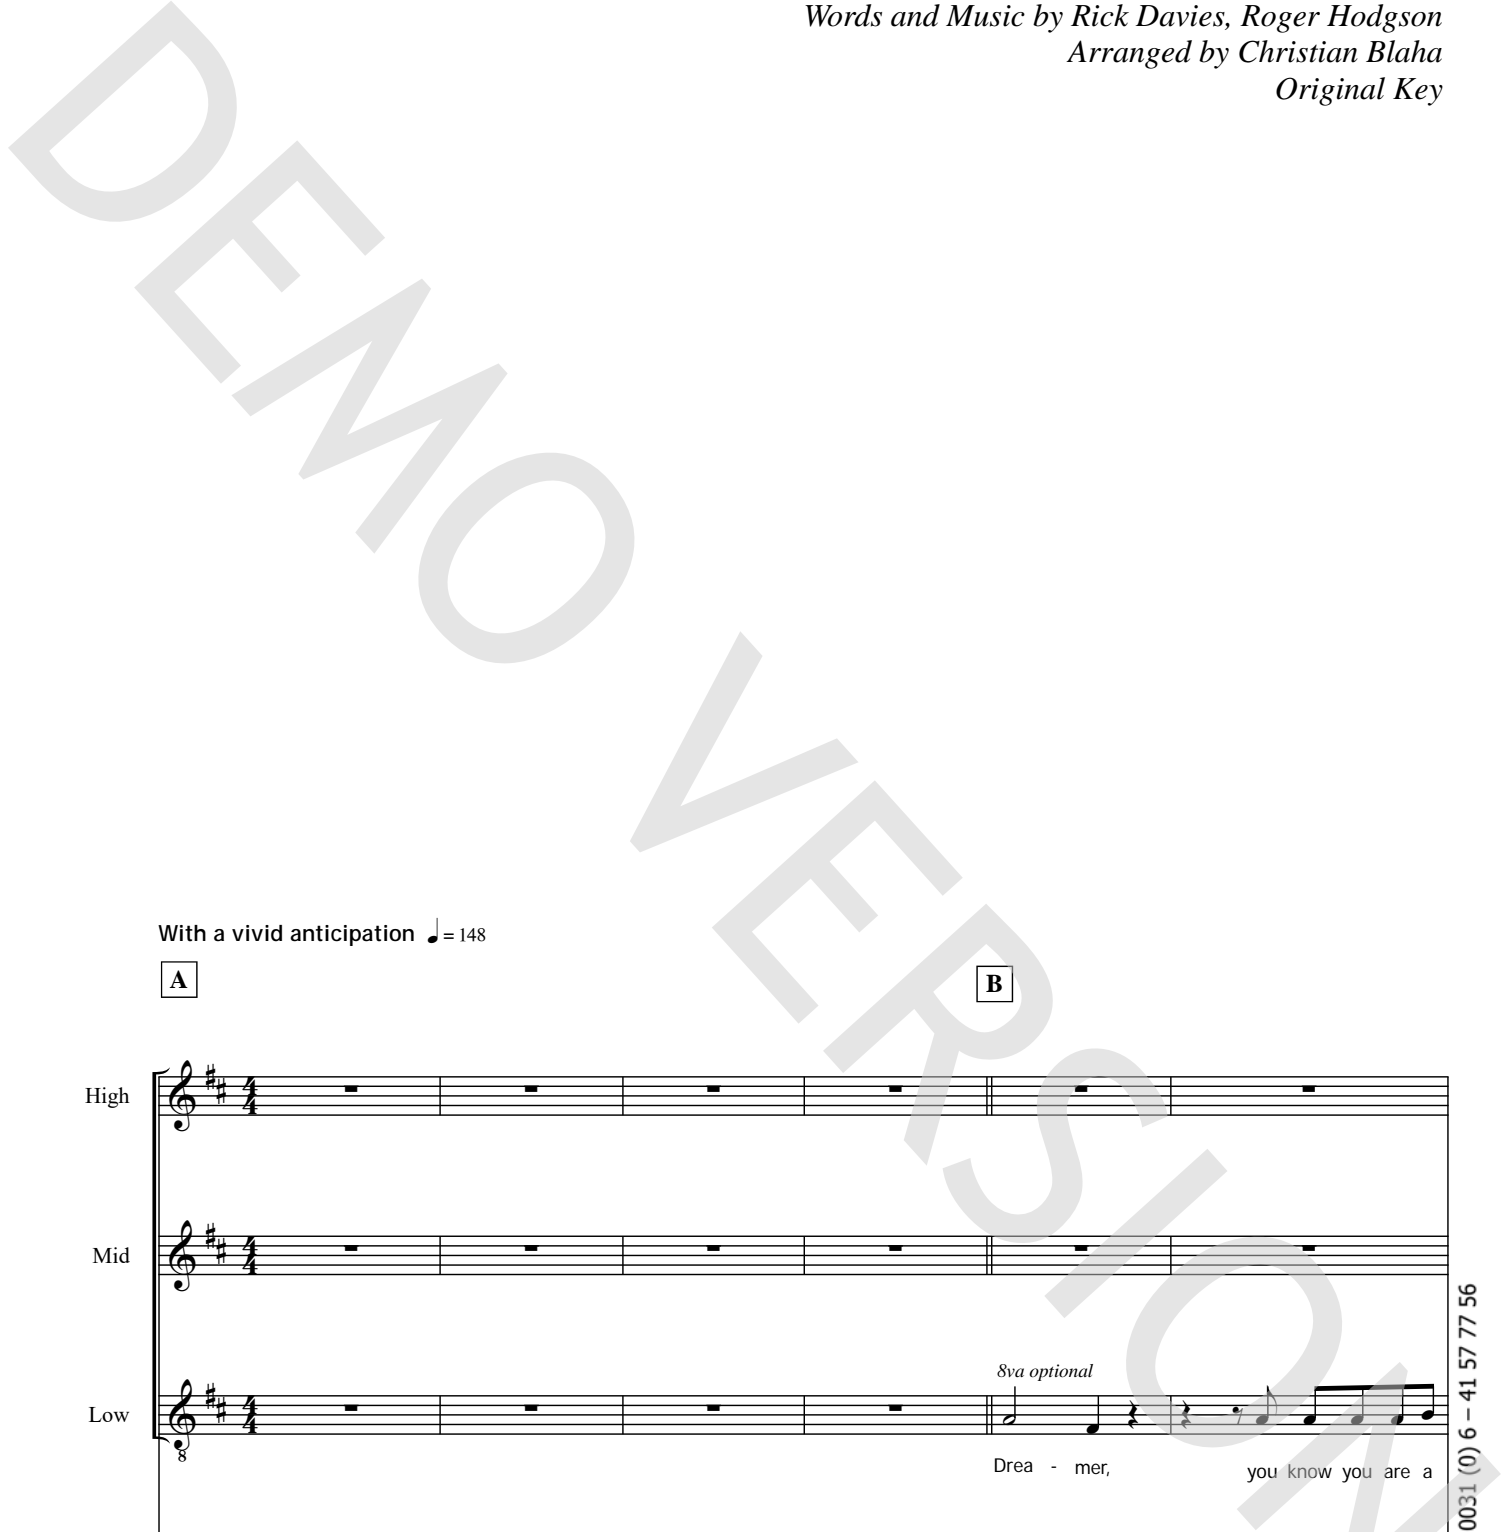 Words and Music by Rick Davies, Roger Hodgson
Arranged by Christian Blaha
Original Key
DEMO VERSION
With a vivid anticipation ♩= 148
A
B
High
Mid
Low
8va optional
8
Drea - mer, you know you are a
0031 (0) 6 – 41 57 77 56